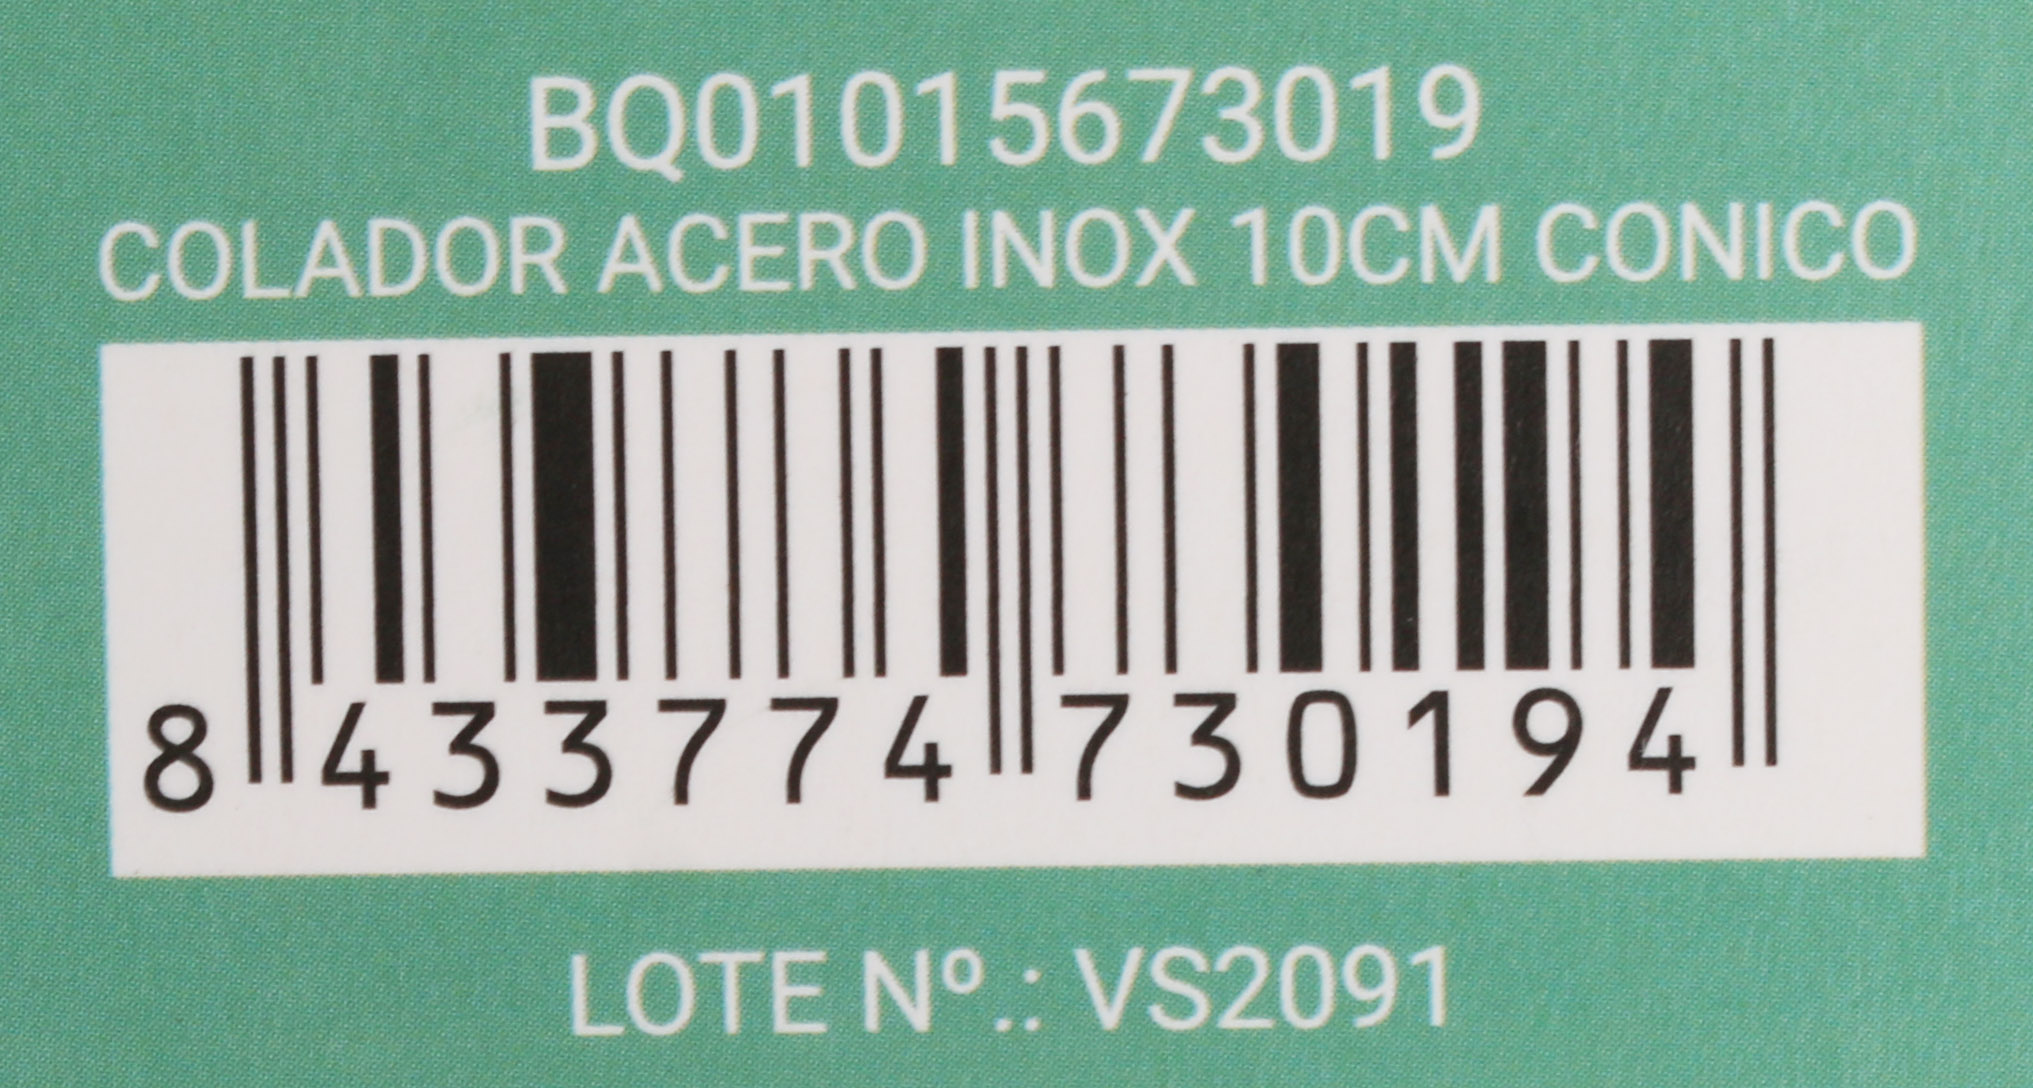 BQ01015673019
COLADOR ACERO INOX 10CM CONICO
8 433774 730194
LOTE Nº.: VS2091